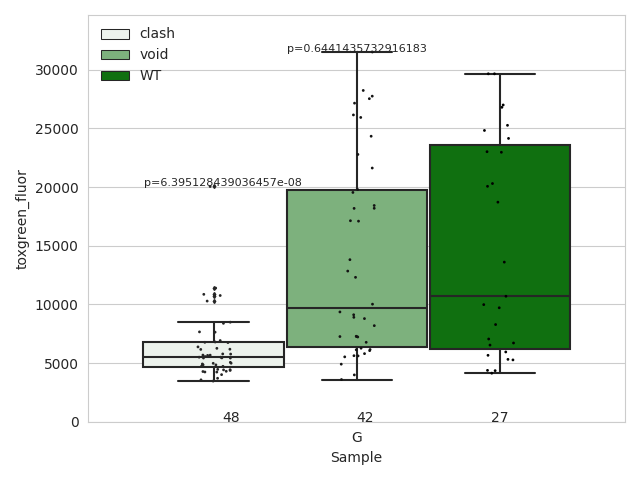 clash
void
WT
p=0.6441435732916183
p=6.395128439036457e-08
toxgreen_fluor
30000
25000
20000
15000
10000
5000
0
48 42 27
G
Sample